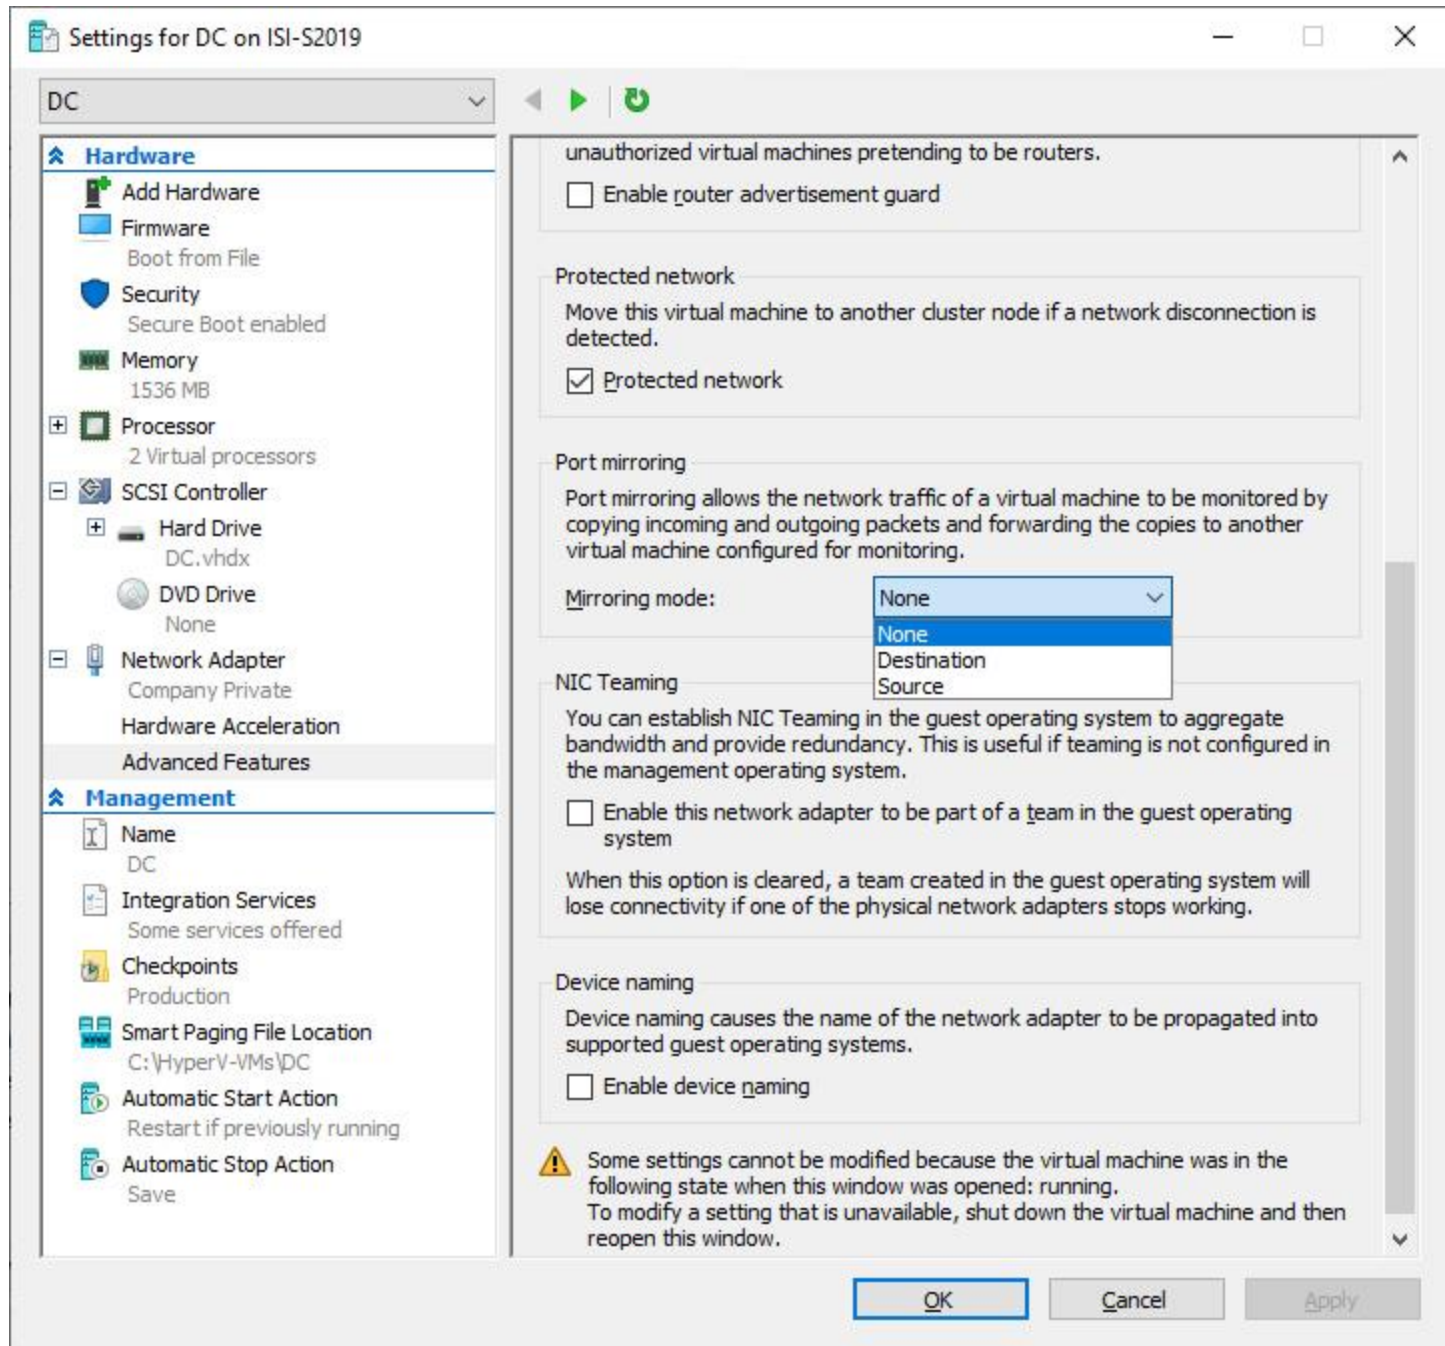 Settings for DC on ISI-S2019
DC
Hardware
Add Hardware
Firmware
Boot from File
Security
Secure Boot enabled
Memory
1536 MB
Processor
2 Virtual processors
SCSI Controller
Hard Drive
DC.vhdx
DVD Drive
None
Network Adapter
Company Private
Hardware Acceleration
Advanced Features
Management
Name
DC
Integration Services
Some services offered
Checkpoints
Production
Smart Paging File Location
C:\HyperV-VMs\DC
Automatic Start Action
Restart if previously running
Automatic Stop Action
Save
unauthorized virtual machines pretending to be routers.
Enable router advertisement guard
Protected network
Move this virtual machine to another cluster node if a network disconnection is
detected.
Protected network
Port mirroring
Port mirroring allows the network traffic of a virtual machine to be monitored by
copying incoming and outgoing packets and forwarding the copies to another
virtual machine configured for monitoring.
Mirroring mode:
None
None
Destination
Source
NIC Teaming
You can establish NIC Teaming in the guest operating system to aggregate
bandwidth and provide redundancy. This is useful if teaming is not configured in
the management operating system.
Enable this network adapter to be part of a team in the guest operating
system
When this option is cleared, a team created in the guest operating system will
lose connectivity if one of the physical network adapters stops working.
Device naming
Device naming causes the name of the network adapter to be propagated into
supported guest operating systems.
Enable device naming
Some settings cannot be modified because the virtual machine was in the
following state when this window was opened: running.
To modify a setting that is unavailable, shut down the virtual machine and then
reopen this window.
OK
Cancel
Apply